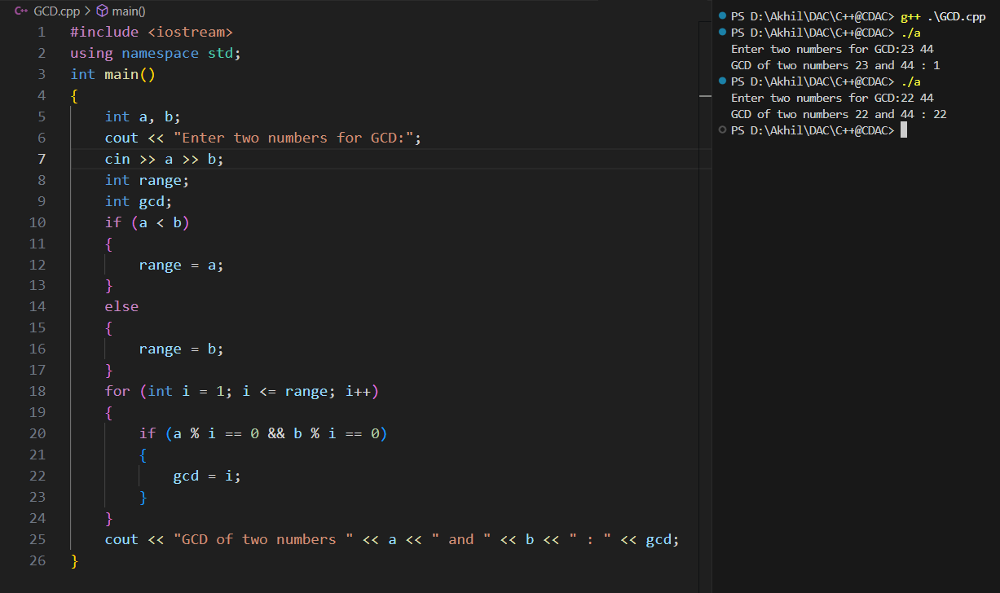 GCD.cpp > main()
1 #include <iostream>
2 using namespace std;
3 int main()
4 {
5     int a, b;
6     cout << "Enter two numbers for GCD:";
7     cin >> a >> b;
8     int range;
9     int gcd;
10     if (a < b)
11     {
12         range = a;
13     }
14     else
15     {
16         range = b;
17     }
18     for (int i = 1; i <= range; i++)
19     {
20         if (a % i == 0 && b % i == 0)
21         {
22             gcd = i;
23         }
24     }
25     cout << "GCD of two numbers " << a << " and " << b << " : " << gcd;
26 }
PS D:\Akhil\DAC\C++@CDAC> g++ .\GCD.cpp
PS D:\Akhil\DAC\C++@CDAC> ./a
Enter two numbers for GCD:23 44
GCD of two numbers 23 and 44 : 1
PS D:\Akhil\DAC\C++@CDAC> ./a
Enter two numbers for GCD:22 44
GCD of two numbers 22 and 44 : 22
PS D:\Akhil\DAC\C++@CDAC>